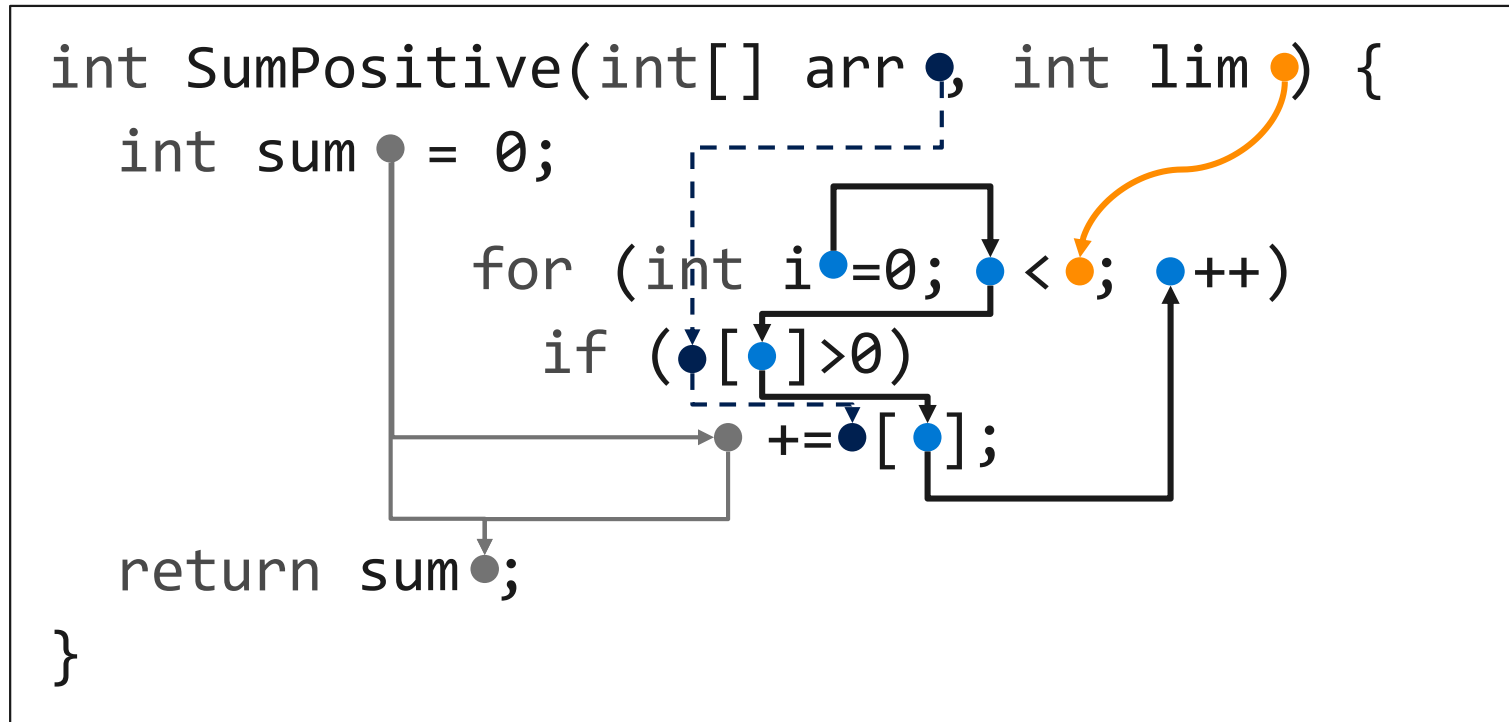 int SumPositive(int[] arr , int lim ) {
int sum = 0;
for (int i =0; < ; ++)
if ( [ ]>0)
+= [ ];
return sum ;
}